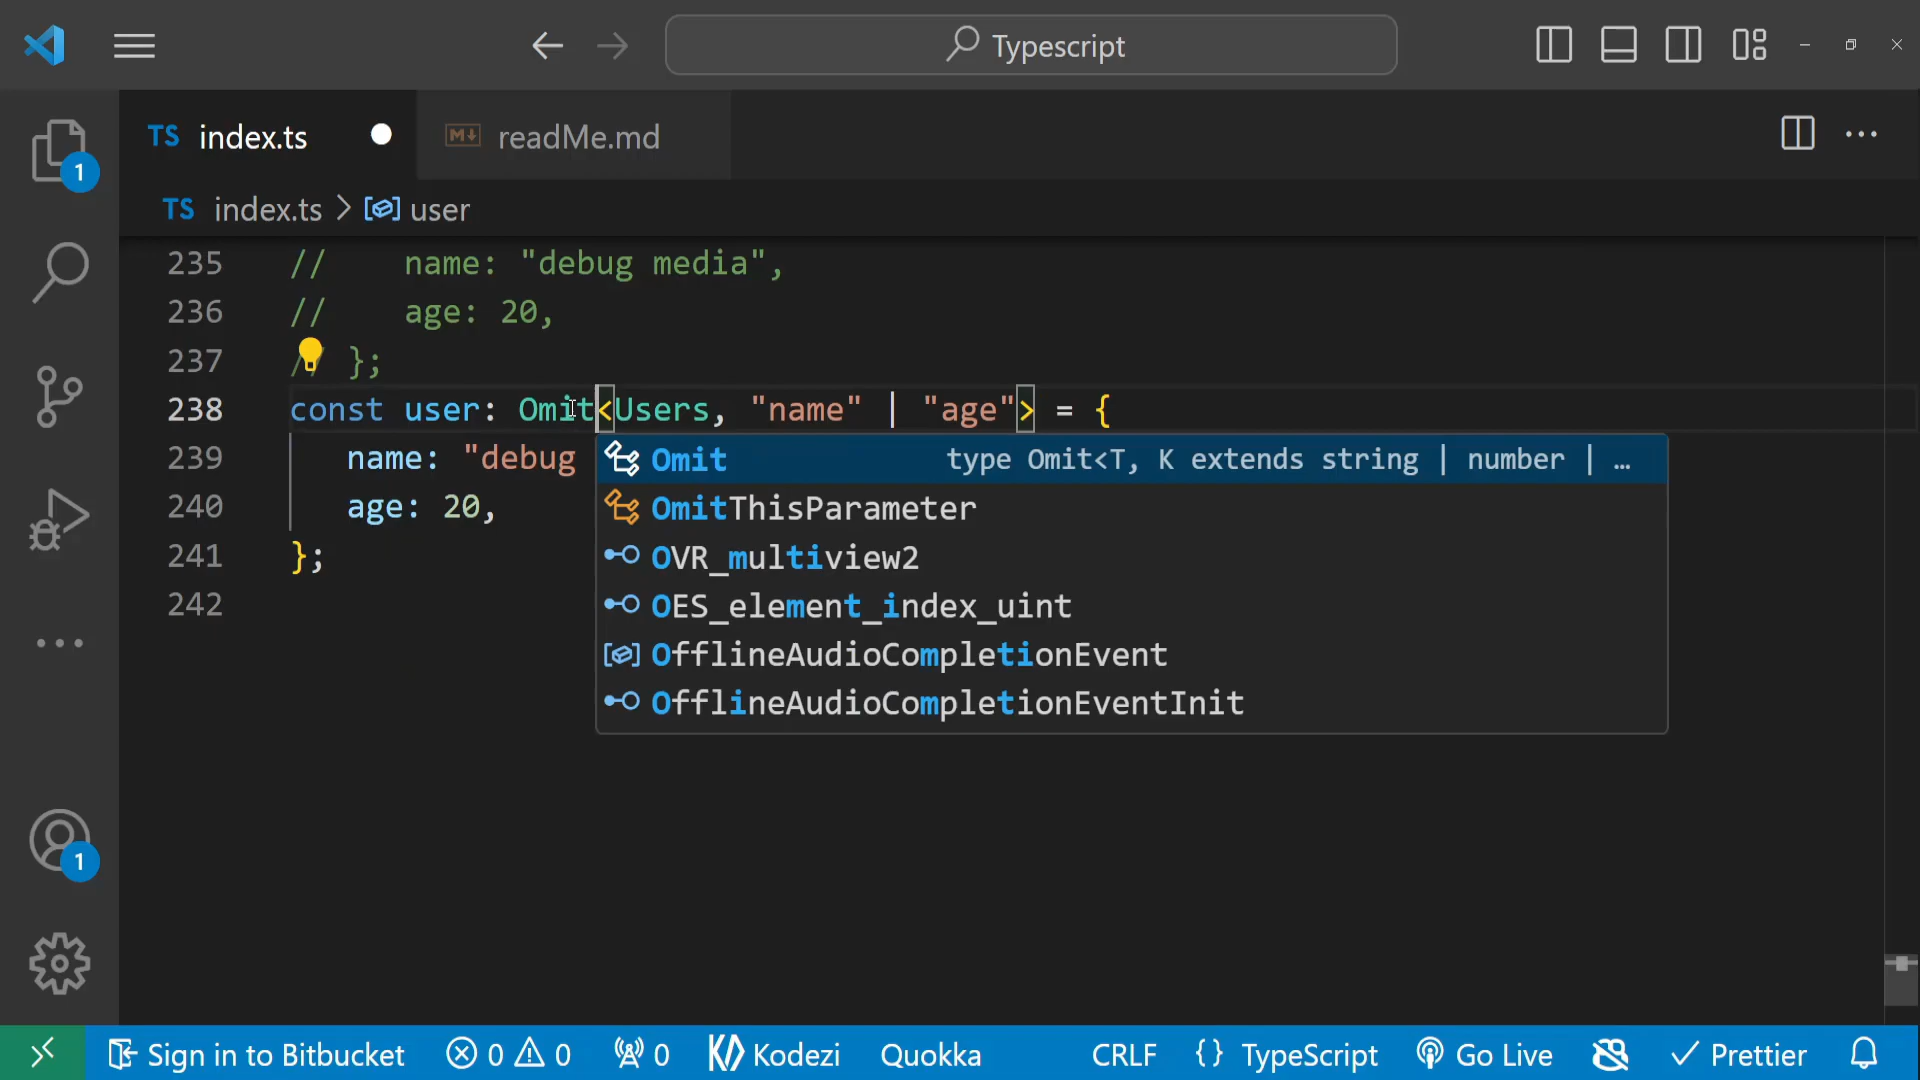 Typescript
TS index.ts
readMe.md
TS index.ts > user
235 // name: "debug media",
236 // age: 20,
237 // };
238 const user: Omit<Users, "name" | "age"> = {
239 name: "debug
240 age: 20,
241 };
242
Omit type Omit<T, K extends string | number | …
OmitThisParameter
OVR_multiview2
OES_element_index_uint
OfflineAudioCompletionEvent
OfflineAudioCompletionEventInit
1
1
Sign in to Bitbucket 0 0 0 Kodezi Quokka CRLF {} TypeScript Go Live Prettier